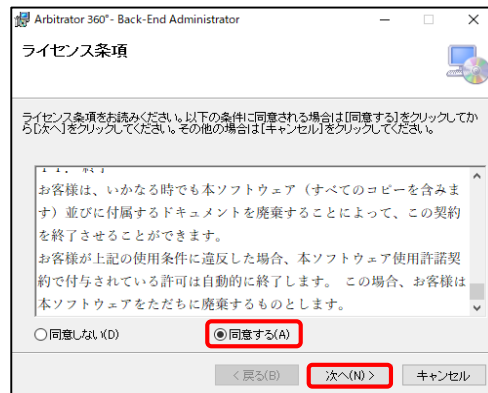 Arbitrator 360°- Back-End Administrator
ライセンス条項
ライセンス条項をお読みください。以下の条件に同意される場合は[同意する]をクリックしてか
ら[次へ]をクリックしてください。その他の場合は[キャンセル]をクリックしてください。
お客様は、いかなる時でも本ソフトウェア（すべてのコピーを含みま
す）並びに付属するドキュメントを廃棄することによって、この契約
を終了させることができます。
お客様が上記の使用条件に違反した場合、本ソフトウェア使用許諾契
約で付与されている許可は自動的に終了します。 この場合、お客様は
本ソフトウェアをただちに廃棄するものとします。
同意しない(D) 同意する(A)
< 戻る(B) 次へ(N) > キャンセル